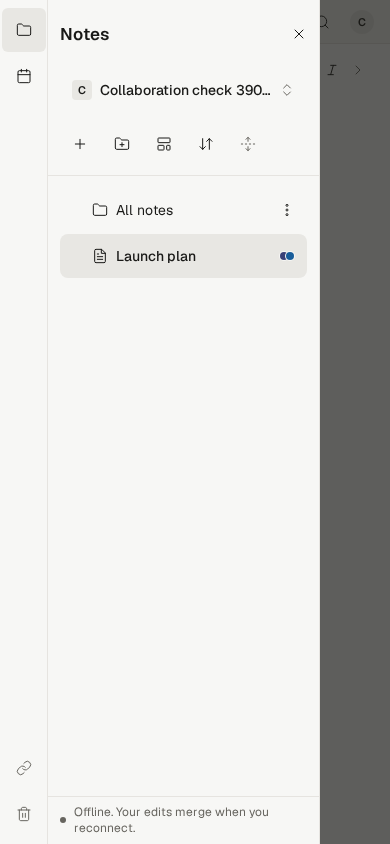 Notes
C
C Collaboration check 390...
All notes
Launch plan
Offline. Your edits merge when you
reconnect.